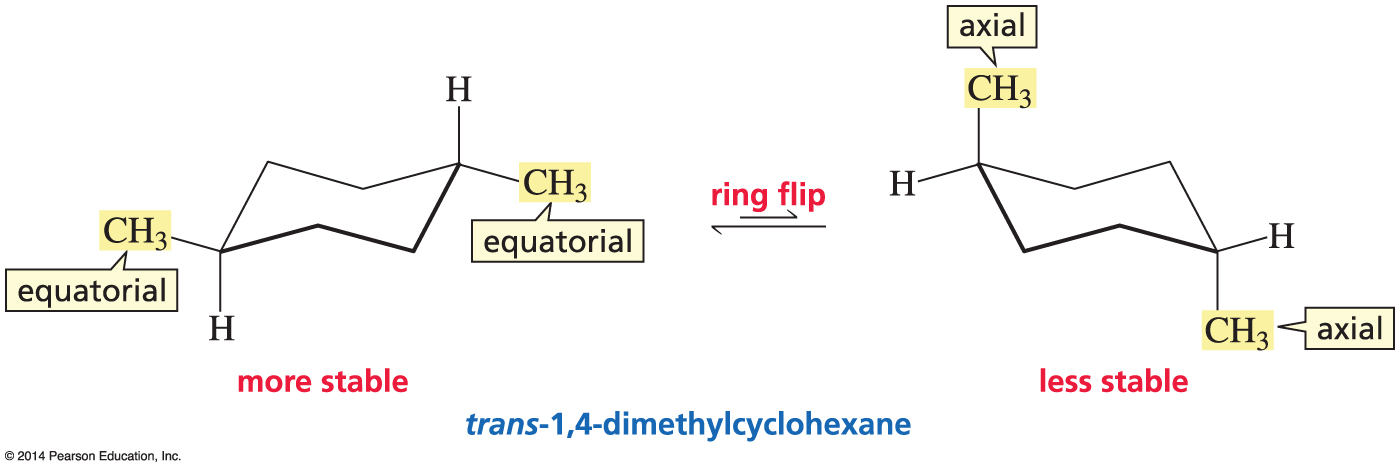 axial
CH3
H
H
CH3
ring flip
CH3
equatorial
CH3
H
equatorial
H
CH3
axial
more stable
less stable
trans-1,4-dimethylcyclohexane
© 2014 Pearson Education, Inc.